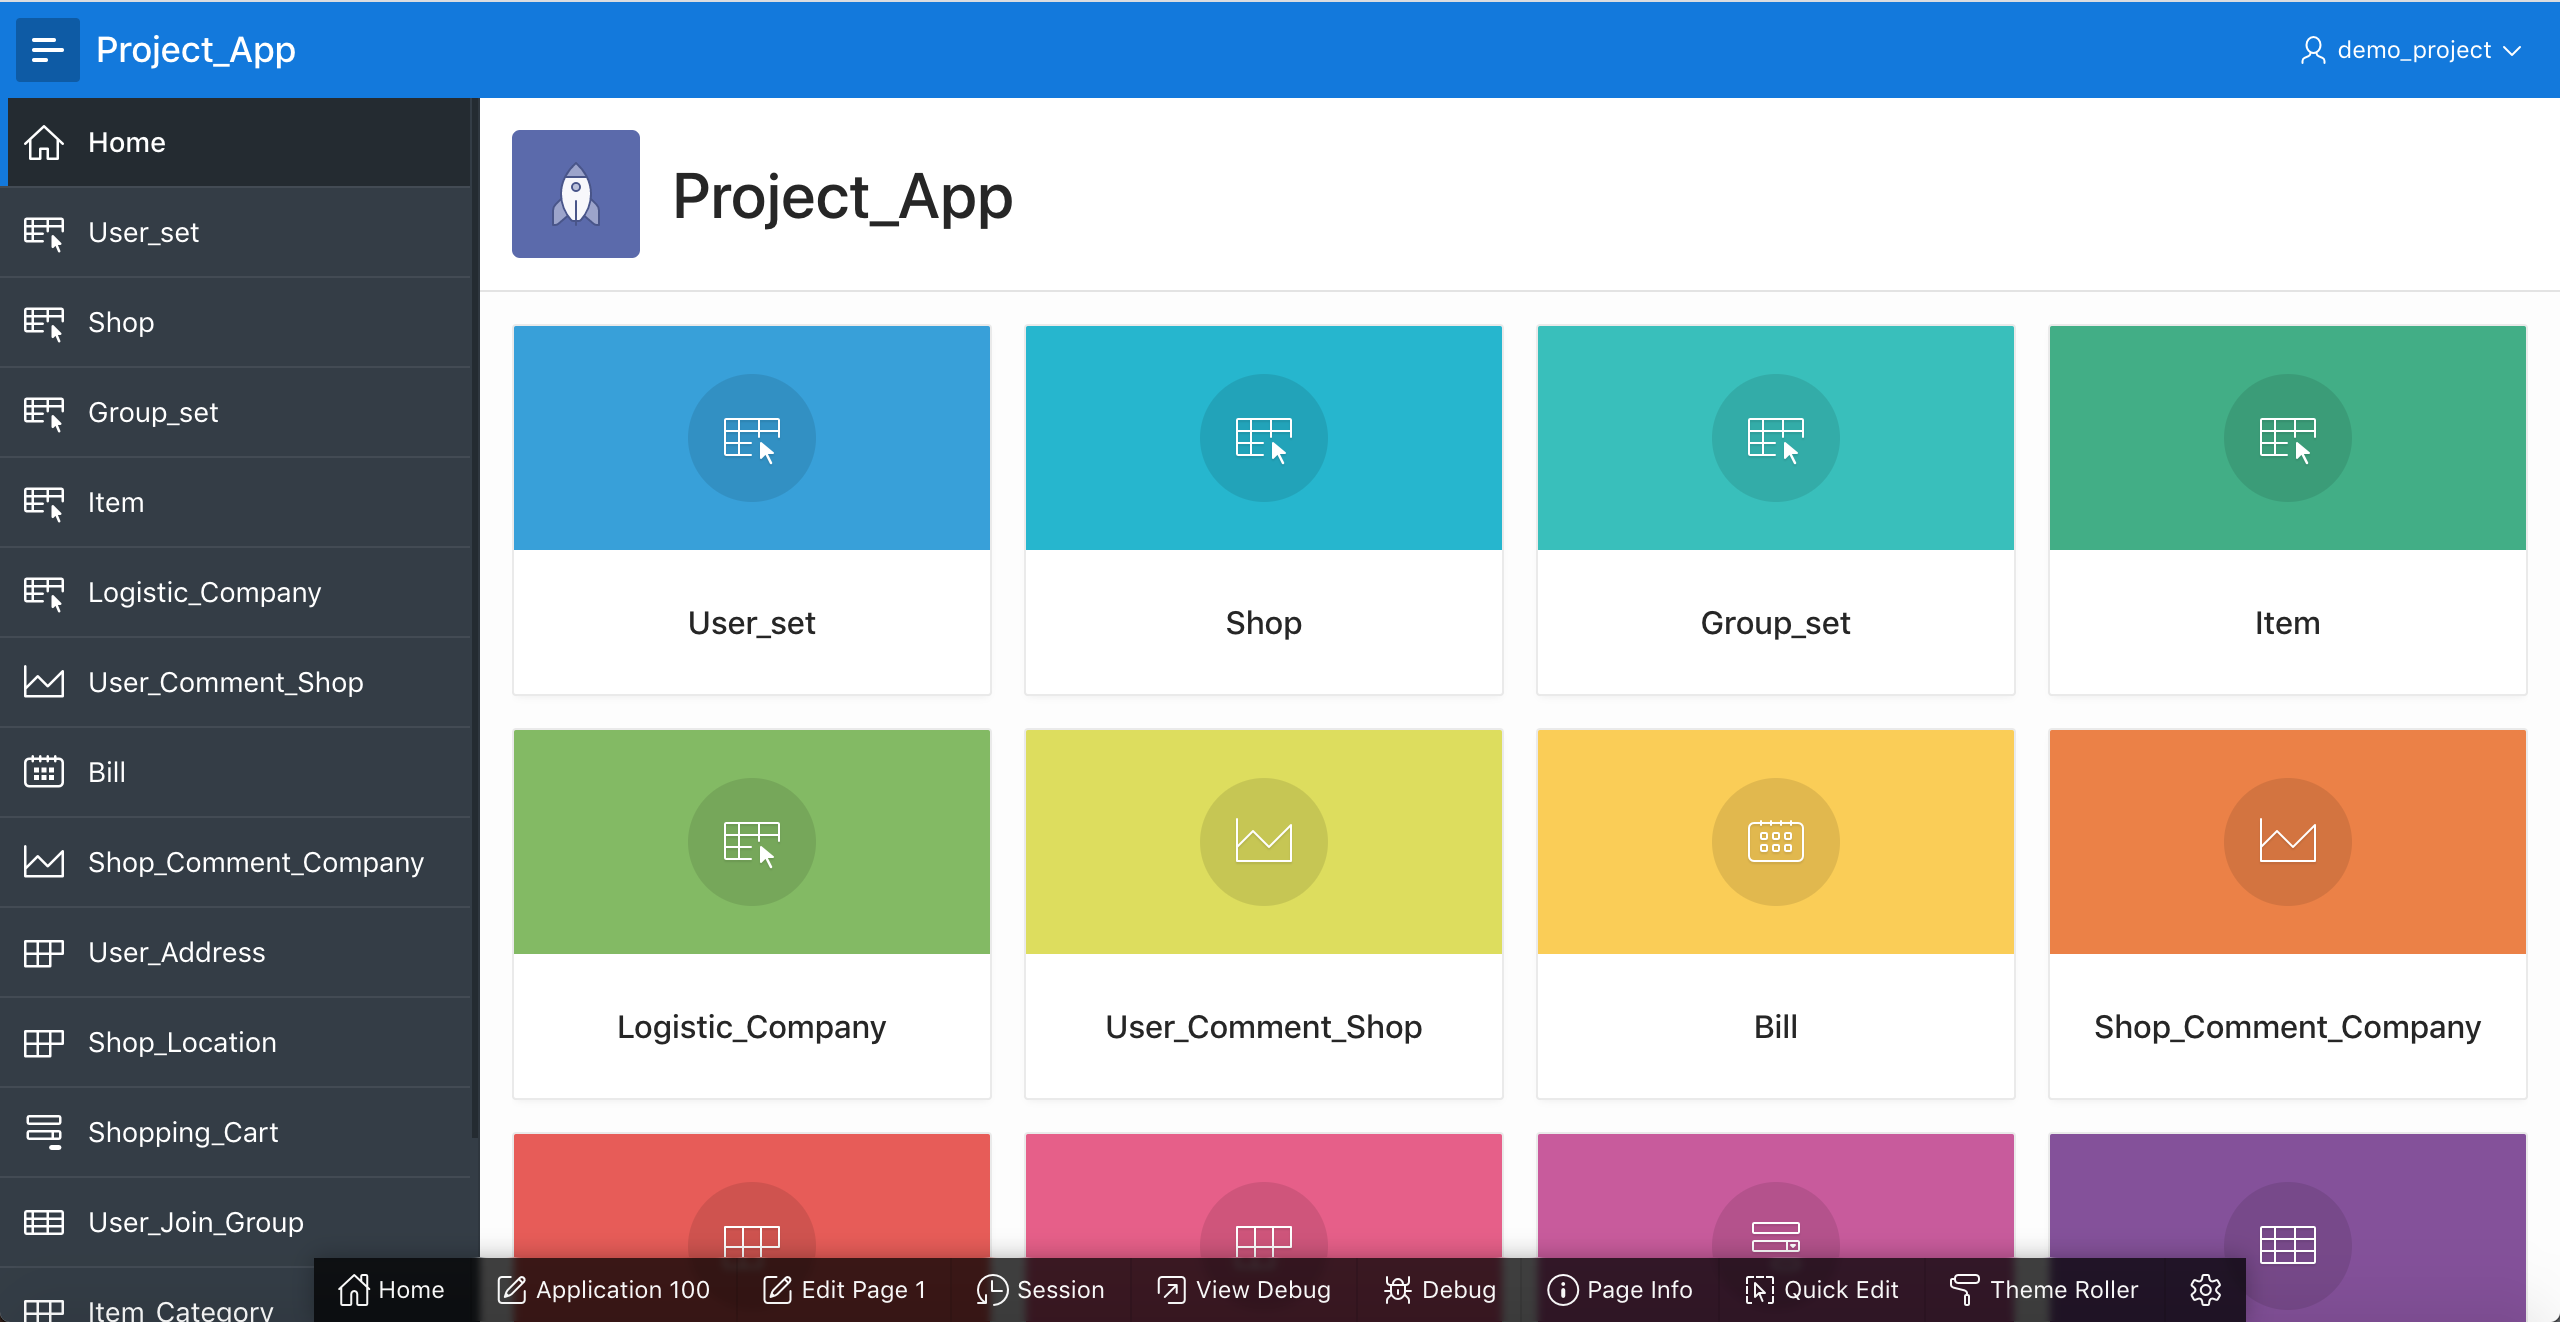 Project_App
demo_project
Home
User_set
Shop
Group_set
Item
Logistic_Company
User_Comment_Shop
Bill
Shop_Comment_Company
User_Address
Shop_Location
Shopping_Cart
User_Join_Group
Item_Category
Project_App
User_set
Shop
Group_set
Item
Logistic_Company
User_Comment_Shop
Bill
Shop_Comment_Company
Home
Application 100
Edit Page 1
Session
View Debug
Debug
Page Info
Quick Edit
Theme Roller